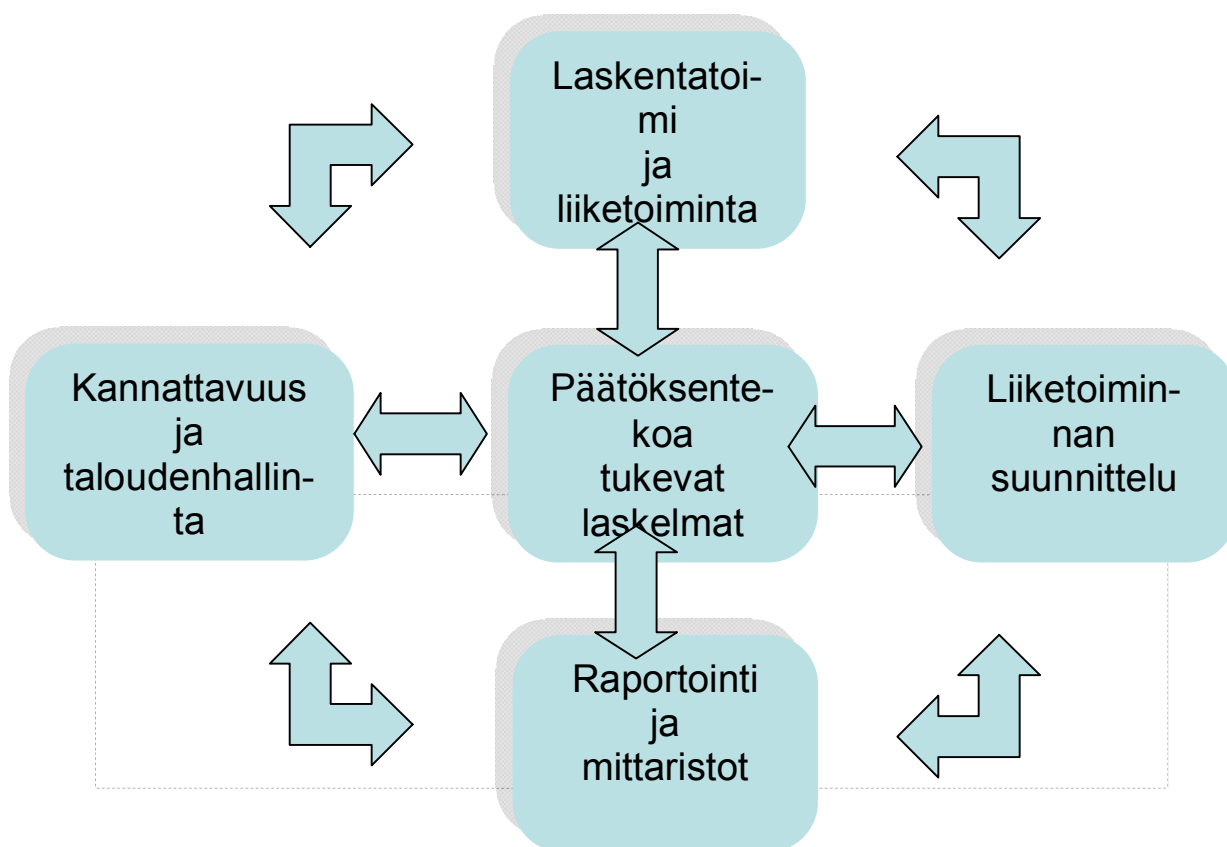 Laskentatoi-
mi
ja
liiketoiminta
Kannattavuus
ja
taloudenhallin-
ta
Päätöksente-
koa
tukevat
laskelmat
Liiketoimin-
nan
suunnittelu
Raportointi
ja
mittaristot